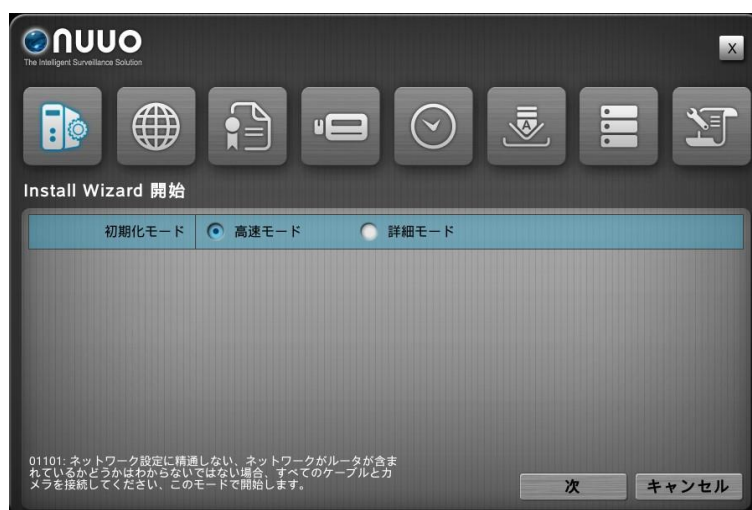 nuuo
The Intelligent Surveillance Solution
X
A
Install Wizard 開始
初期化モード
高速モード
詳細モード
01101: ネットワーク設定に精通しない、ネットワークがルータが含ま
れているかどうかはわからないではない場合、すべてのケーブルとカ
メラを接続してください、このモードで開始します。
次
キャンセル